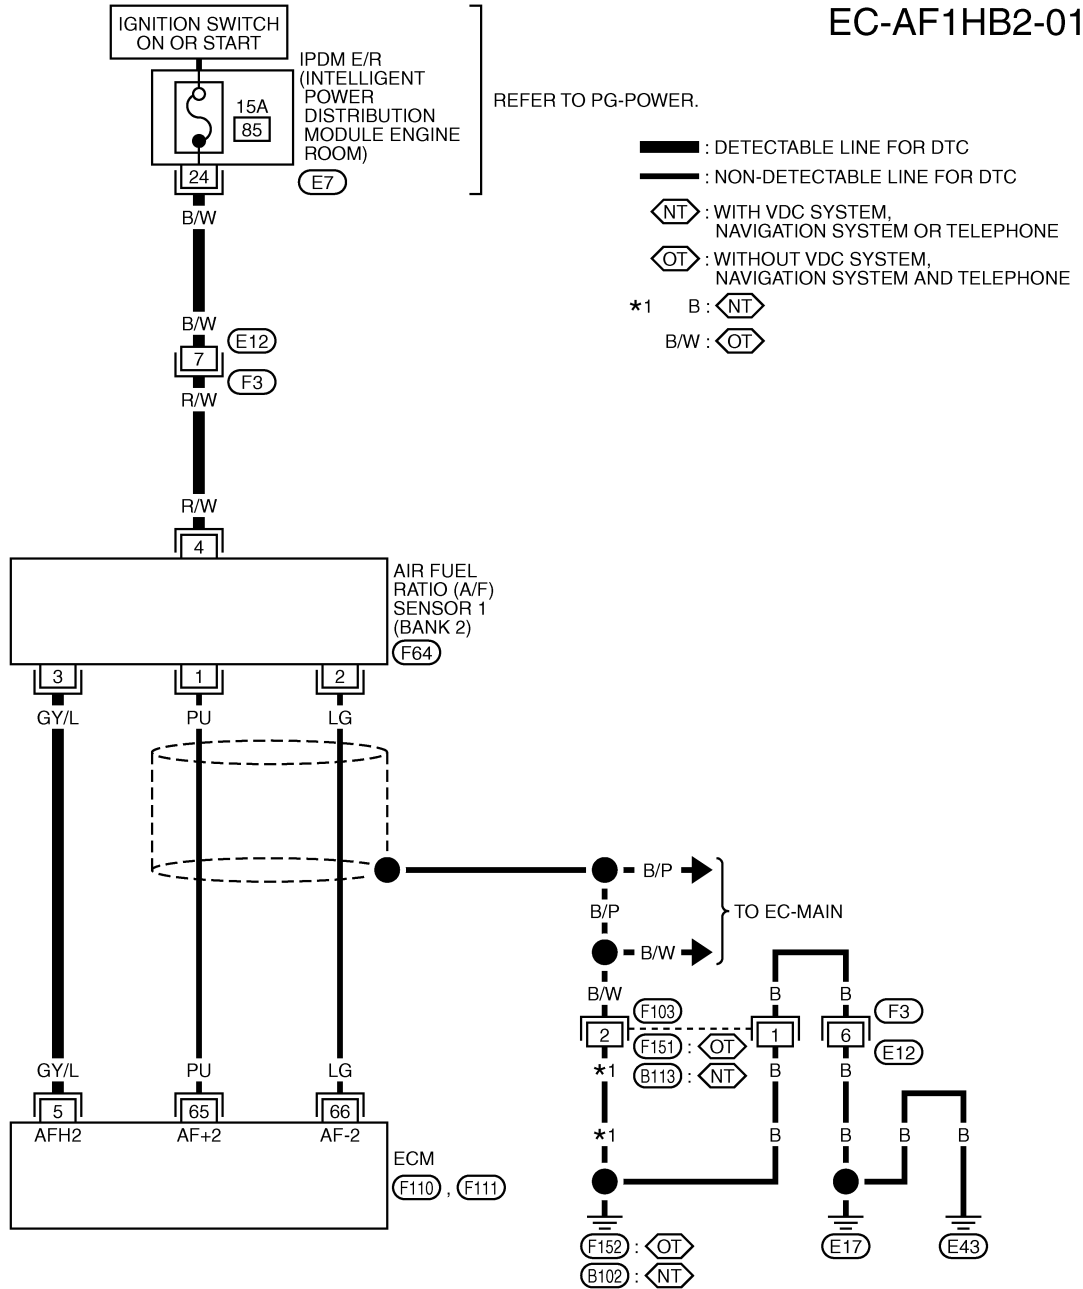 EC-AF1HB2-01
IGNITION SWITCH
ON OR START
IPDM E/R
(INTELLIGENT
POWER
DISTRIBUTION
MODULE ENGINE
ROOM)
15A
85
24
E7
REFER TO PG-POWER.
: DETECTABLE LINE FOR DTC
: NON-DETECTABLE LINE FOR DTC
NT : WITH VDC SYSTEM,
NAVIGATION SYSTEM OR TELEPHONE
OT : WITHOUT VDC SYSTEM,
NAVIGATION SYSTEM AND TELEPHONE
*1 B : NT
B/W : OT
B/W
B/W
7
E12
F3
R/W
R/W
4
AIR FUEL
RATIO (A/F)
SENSOR 1
(BANK 2)
F64
3 1 2
GY/L PU LG
B/P
B/P
TO EC-MAIN
B/W
B/W B B
F103
F3
2 1 6
F151 : OT
E12
B113 : NT
*1 B B
GY/L PU LG
5 65 66
AFH2 AF+2 AF-2
*1 B B B B
ECM
F110 , F111
F152 : OT
E17 E43
B102 : NT